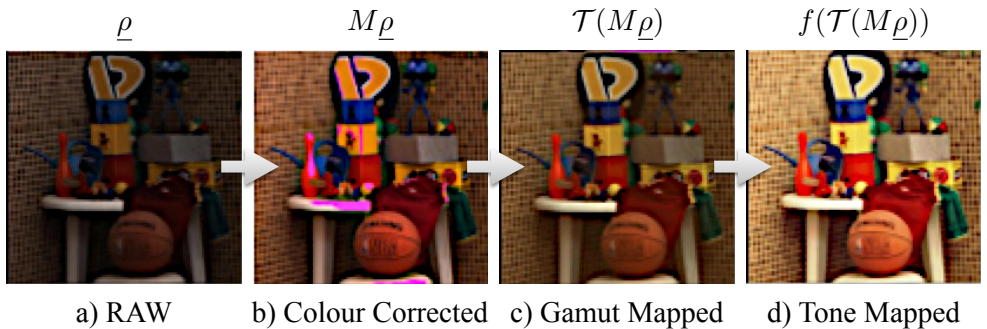 ρ Mρ 𝒯(Mρ) f(𝒯(Mρ))
a) RAW b) Colour Corrected c) Gamut Mapped d) Tone Mapped